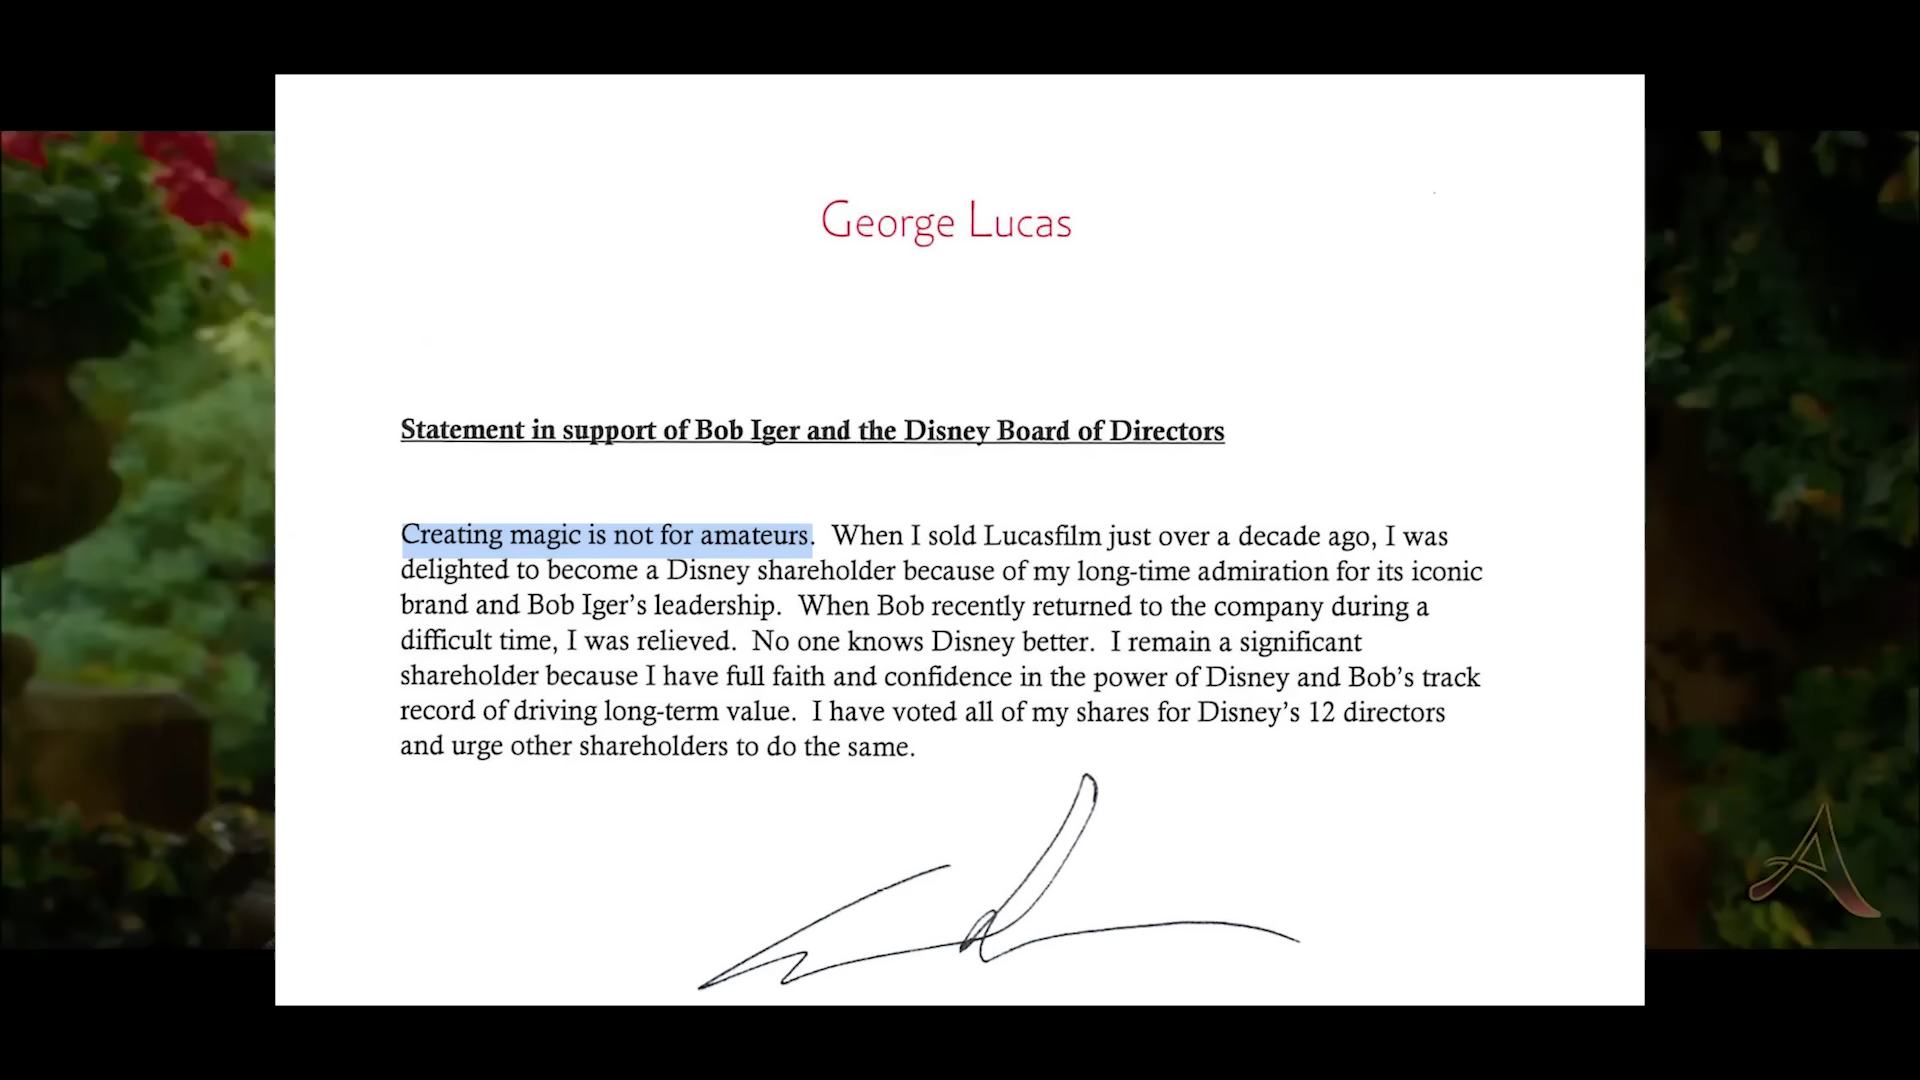 George Lucas
Statement in support of Bob Iger and the Disney Board of Directors
Creating magic is not for amateurs.  When I sold Lucasfilm just over a decade ago, I was
delighted to become a Disney shareholder because of my long-time admiration for its iconic
brand and Bob Iger’s leadership.  When Bob recently returned to the company during a
difficult time, I was relieved.  No one knows Disney better.  I remain a significant
shareholder because I have full faith and confidence in the power of Disney and Bob’s track
record of driving long-term value.  I have voted all of my shares for Disney’s 12 directors
and urge other shareholders to do the same.
A